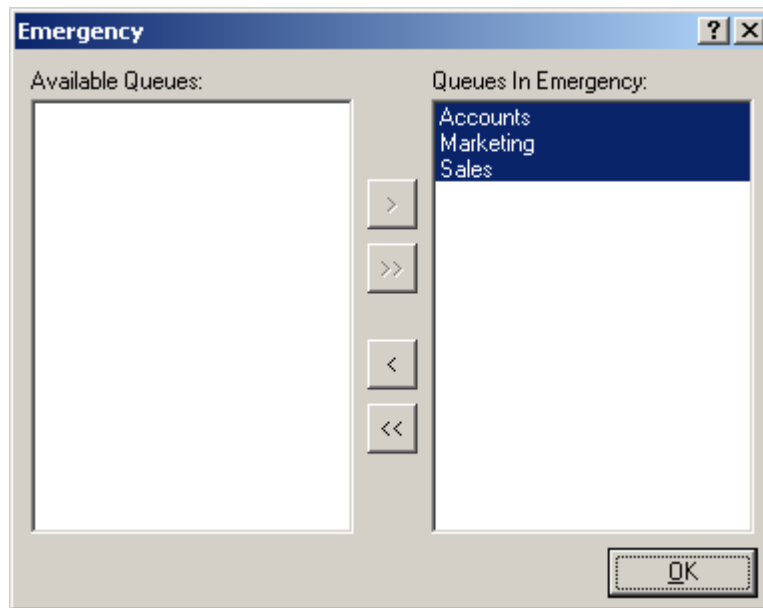 Emergency
Available Queues:
Queues In Emergency:
Accounts
Marketing
Sales
>
>>
<
<<
OK